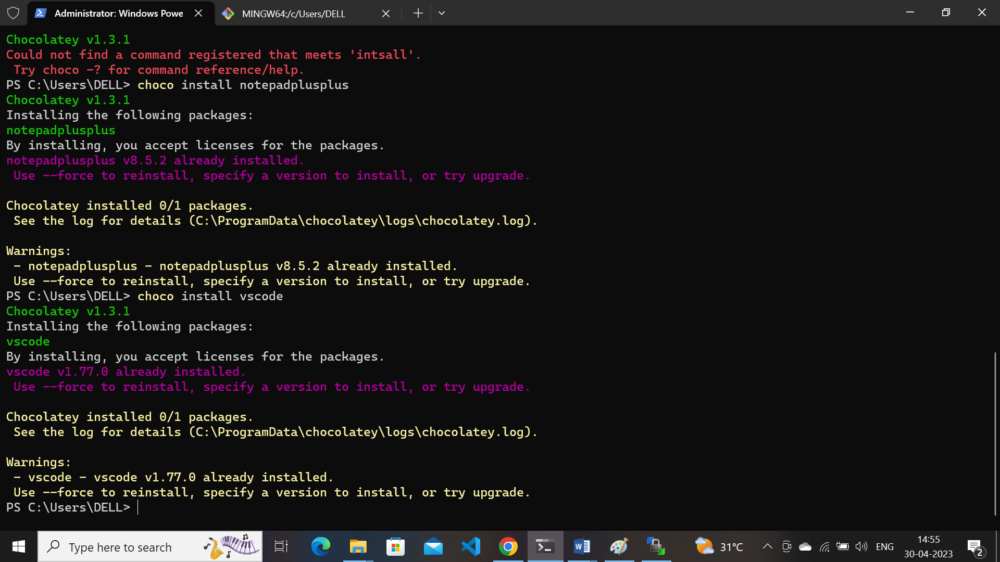 Administrator: Windows Powe
MINGW64:/c/Users/DELL
Chocolatey v1.3.1
Could not find a command registered that meets 'intsall'.
Try choco -? for command reference/help.
PS C:\Users\DELL> choco install notepadplusplus
Chocolatey v1.3.1
Installing the following packages:
notepadplusplus
By installing, you accept licenses for the packages.
notepadplusplus v8.5.2 already installed.
Use --force to reinstall, specify a version to install, or try upgrade.
Chocolatey installed 0/1 packages.
See the log for details (C:\ProgramData\chocolatey\logs\chocolatey.log).
Warnings:
- notepadplusplus - notepadplusplus v8.5.2 already installed.
Use --force to reinstall, specify a version to install, or try upgrade.
PS C:\Users\DELL> choco install vscode
Chocolatey v1.3.1
Installing the following packages:
vscode
By installing, you accept licenses for the packages.
vscode v1.77.0 already installed.
Use --force to reinstall, specify a version to install, or try upgrade.
Chocolatey installed 0/1 packages.
See the log for details (C:\ProgramData\chocolatey\logs\chocolatey.log).
Warnings:
- vscode - vscode v1.77.0 already installed.
Use --force to reinstall, specify a version to install, or try upgrade.
PS C:\Users\DELL>
Type here to search
31°C
ENG
14:55
30-04-2023
2